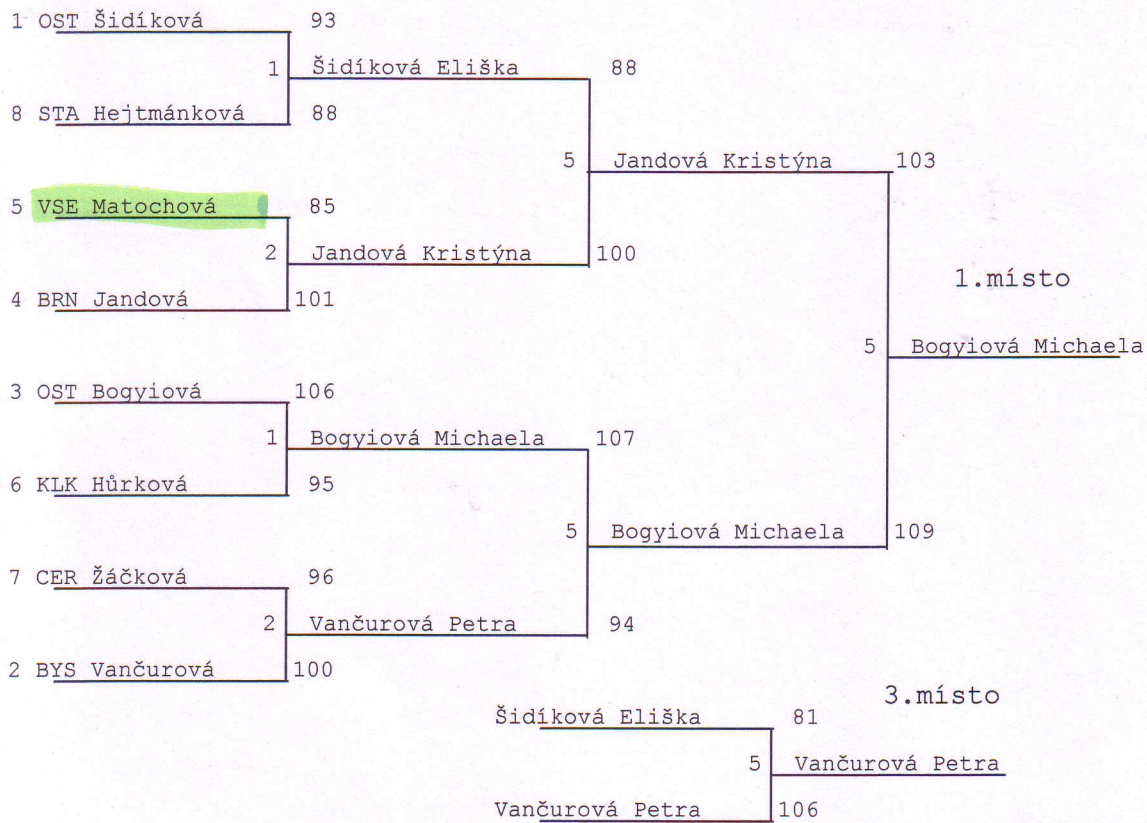 1 OST Šidíková 93
1 Šidíková Eliška 88
8 STA Hejtmánková 88
5 Jandová Kristýna 103
5 VSE Matochová 85
2 Jandová Kristýna 100
1.místo
4 BRN Jandová 101
5 Bogyiová Michaela
3 OST Bogyiová 106
1 Bogyiová Michaela 107
6 KLK Hůrková 95
5 Bogyiová Michaela 109
7 CER Žáčková 96
2 Vančurová Petra 94
2 BYS Vančurová 100
3.místo
Šidíková Eliška 81
5 Vančurová Petra
Vančurová Petra 106